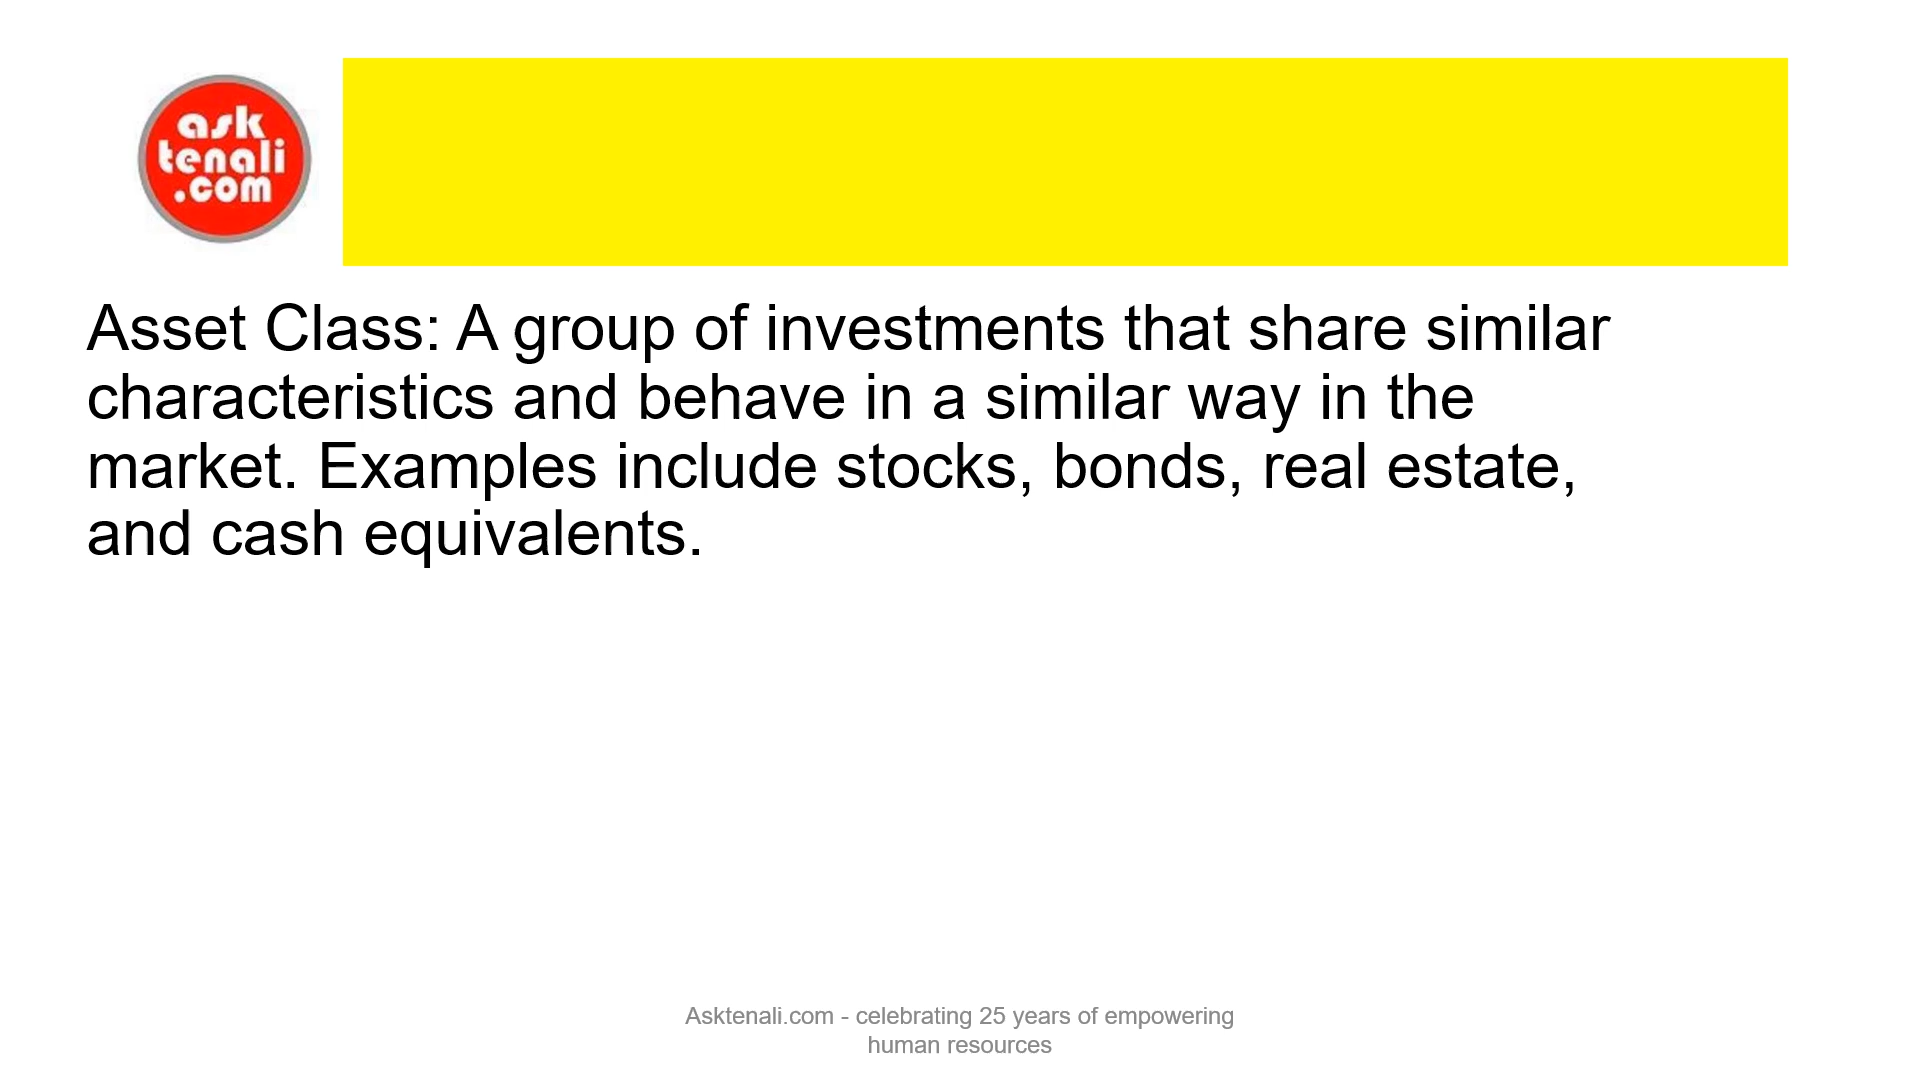 ask
tenali
.com
Asset Class: A group of investments that share similar
characteristics and behave in a similar way in the
market. Examples include stocks, bonds, real estate,
and cash equivalents.
Asktenali.com - celebrating 25 years of empowering
human resources